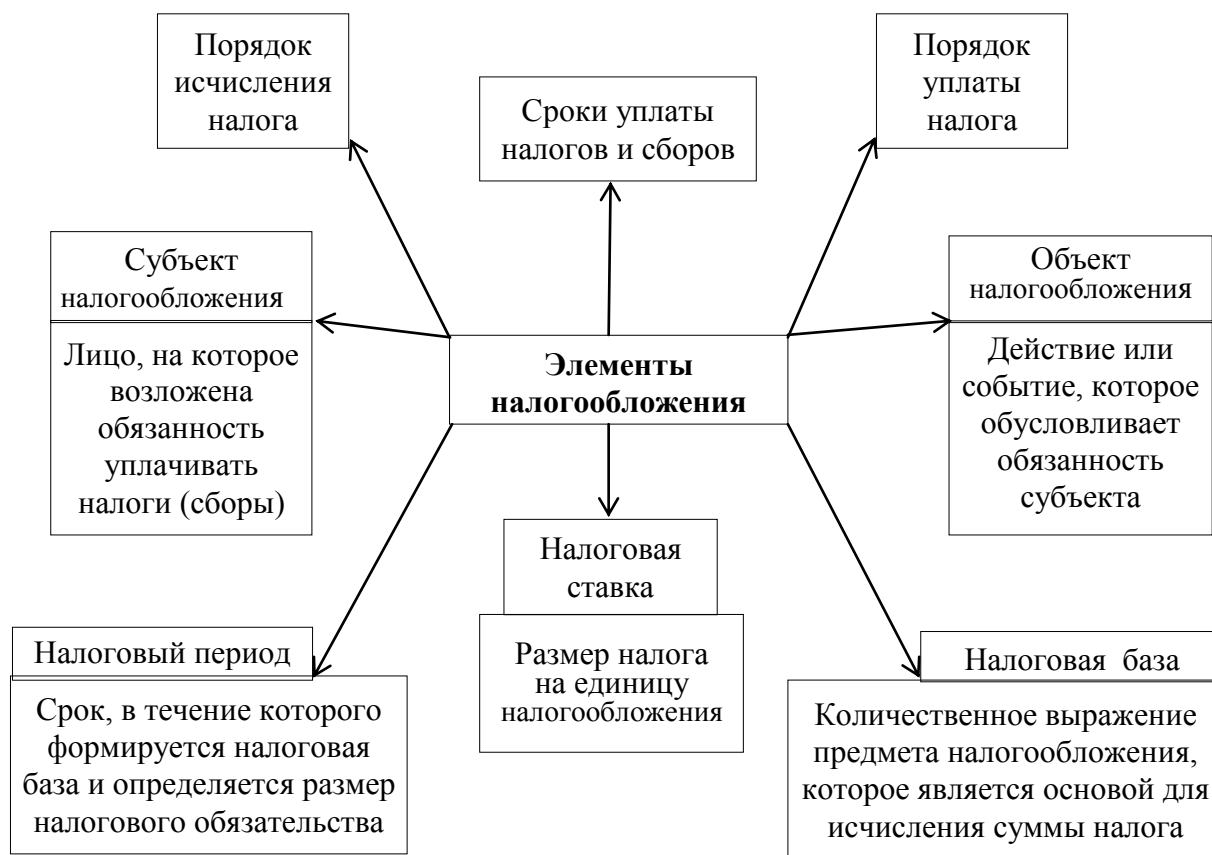 Порядок
исчисления
налога
Сроки уплаты
налогов и сборов
Порядок
уплаты
налога
Субъект
налогообложения
Лицо, на которое
возложена
обязанность
уплачивать
налоги (сборы)
Элементы
налогообложения
Объект
налогообложения
Действие или
событие, которое
обусловливает
обязанность
субъекта
Налоговый период
Срок, в течение которого
формируется налоговая
база и определяется размер
налогового обязательства
Налоговая
ставка
Размер налога
на единицу
налогообложения
Налоговая база
Количественное выражение
предмета налогообложения,
которое является основой для
исчисления суммы налога